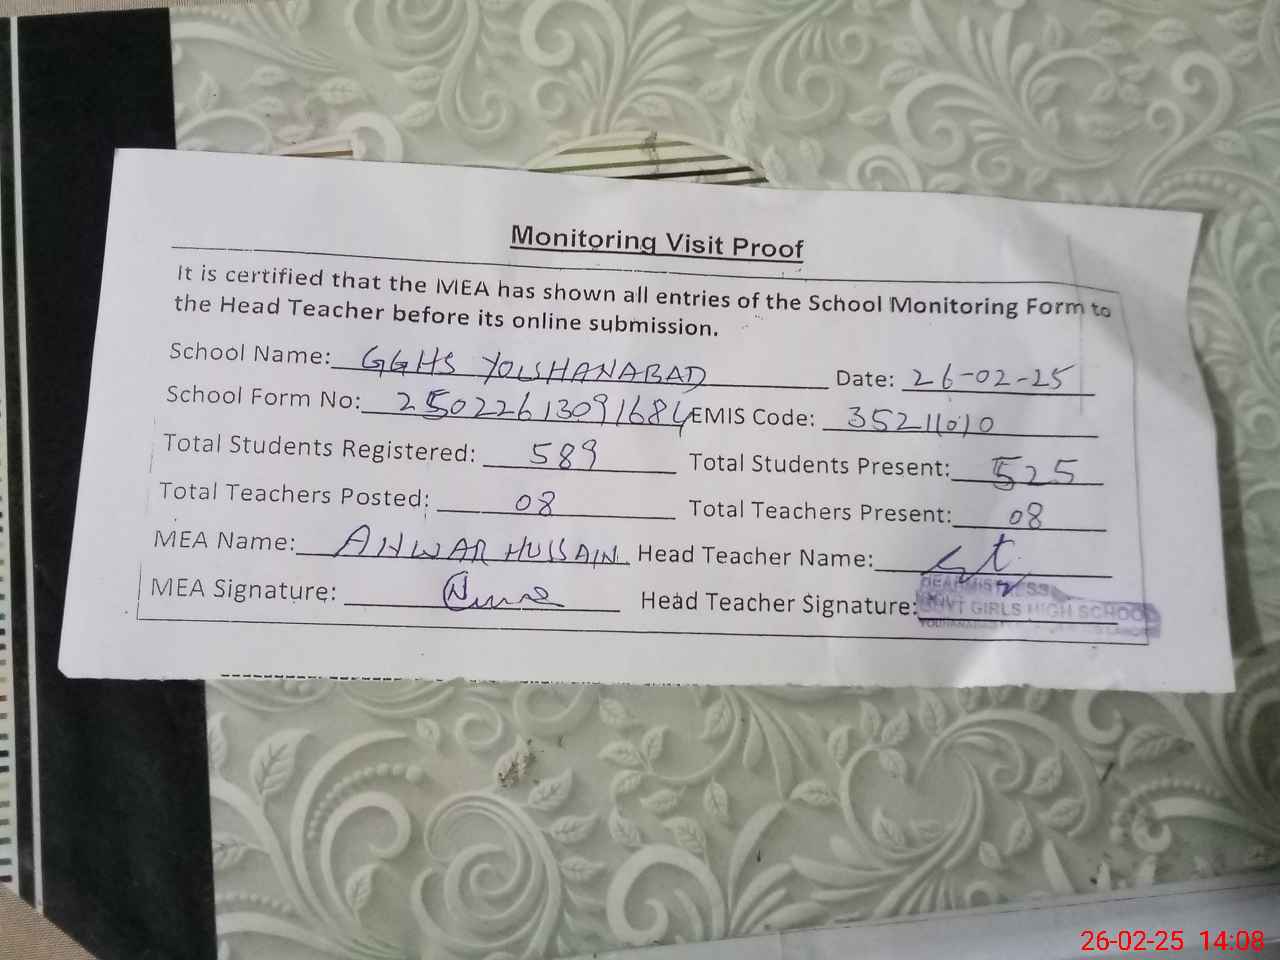 Monitoring Visit Proof
It is certified that the MEA has shown all entries of the School Monitoring Form to
the Head Teacher before its online submission.
School Name: GGHS YOUSHANABAD Date: 26-02-25
School Form No: 25022613091684 EMIS Code: 35211010
Total Students Registered: 589 Total Students Present: 525
Total Teachers Posted: 08 Total Teachers Present: 08
MEA Name: ANWAR HUSSAIN Head Teacher Name:
MEA Signature: Head Teacher Signature:
HEADMISTRESS
GOVT GIRLS HIGH SCHOOL
26-02-25 14:08